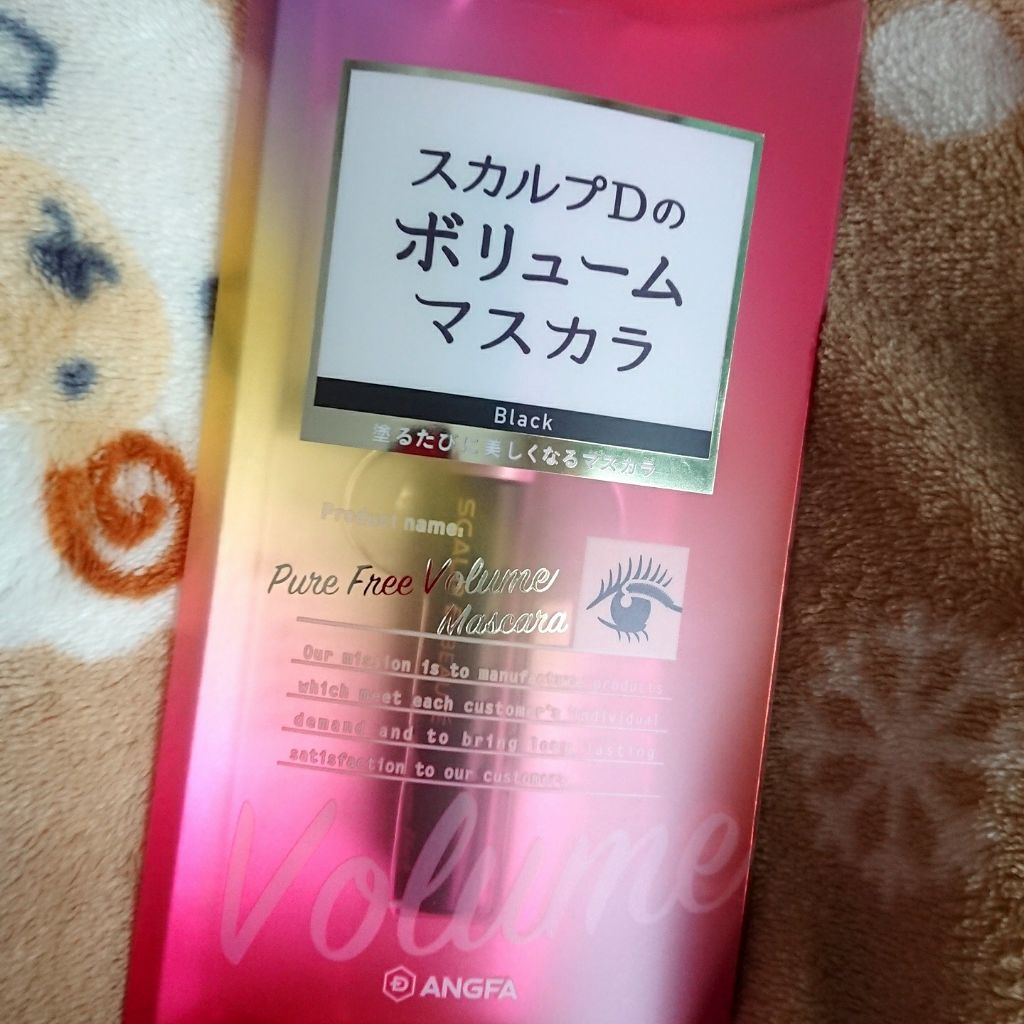 スカルプDの
ボリューム
マスカラ
Black
塗るたびに美しくなるマスカラ
Product name.
Pure Free Volume
Mascara
Our mission is to manufacture products
which meet each customer's individual
demand and to bring long lasting
satisfaction to our customers.
Volume
ANGFA